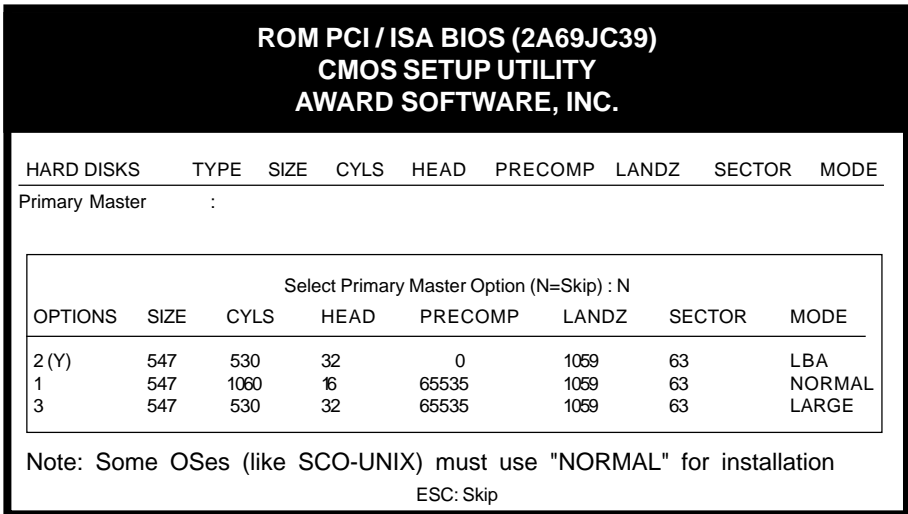 ROM PCI / ISA BIOS (2A69JC39)
CMOS SETUP UTILITY
AWARD SOFTWARE, INC.
HARD DISKS TYPE SIZE CYLS HEAD PRECOMP LANDZ SECTOR MODE
Primary Master :
Select Primary Master Option (N=Skip) : N
OPTIONS SIZE CYLS HEAD PRECOMP LANDZ SECTOR MODE
2 (Y) 547 530 32 0 1059 63 LBA
1 547 1060 16 65535 1059 63 NORMAL
3 547 530 32 65535 1059 63 LARGE
Note: Some OSes (like SCO-UNIX) must use "NORMAL" for installation
ESC: Skip